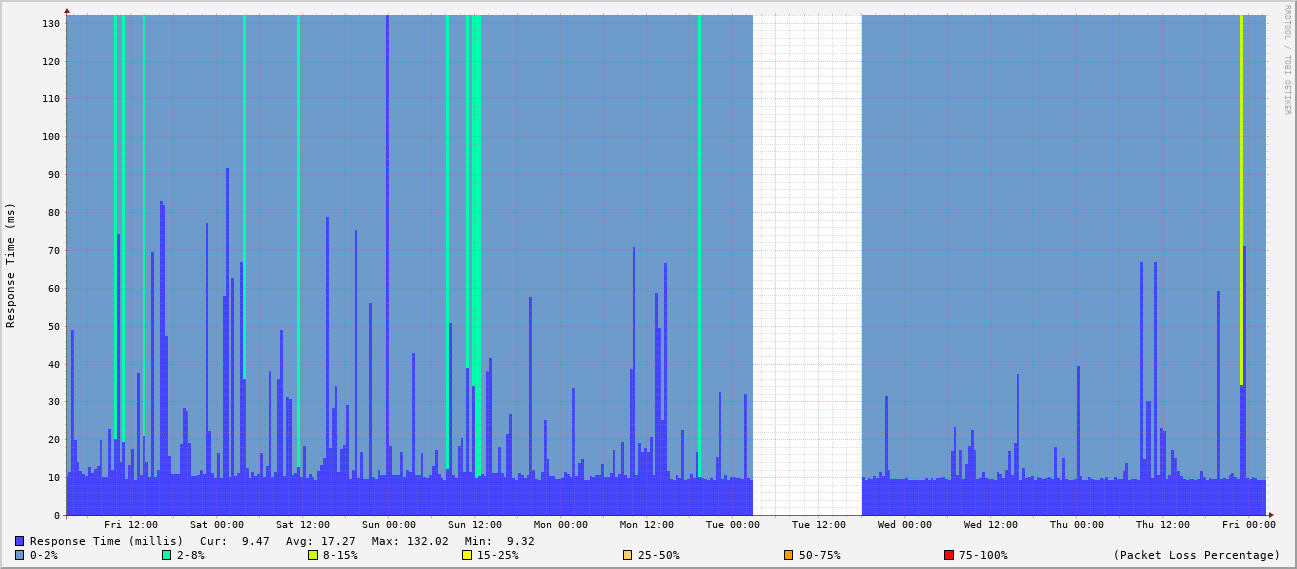 RRDTOOL / TOBI OETIKER
Response Time (ms)
130
120
110
100
90
80
70
60
50
40
30
20
10
0
Fri 12:00 Sat 00:00 Sat 12:00 Sun 00:00 Sun 12:00 Mon 00:00 Mon 12:00 Tue 00:00 Tue 12:00 Wed 00:00 Wed 12:00 Thu 00:00 Thu 12:00 Fri 00:00
Response Time (millis) Cur: 9.47 Avg: 17.27 Max: 132.02 Min: 9.32
0-2% 2-8% 8-15% 15-25% 25-50% 50-75% 75-100% (Packet Loss Percentage)